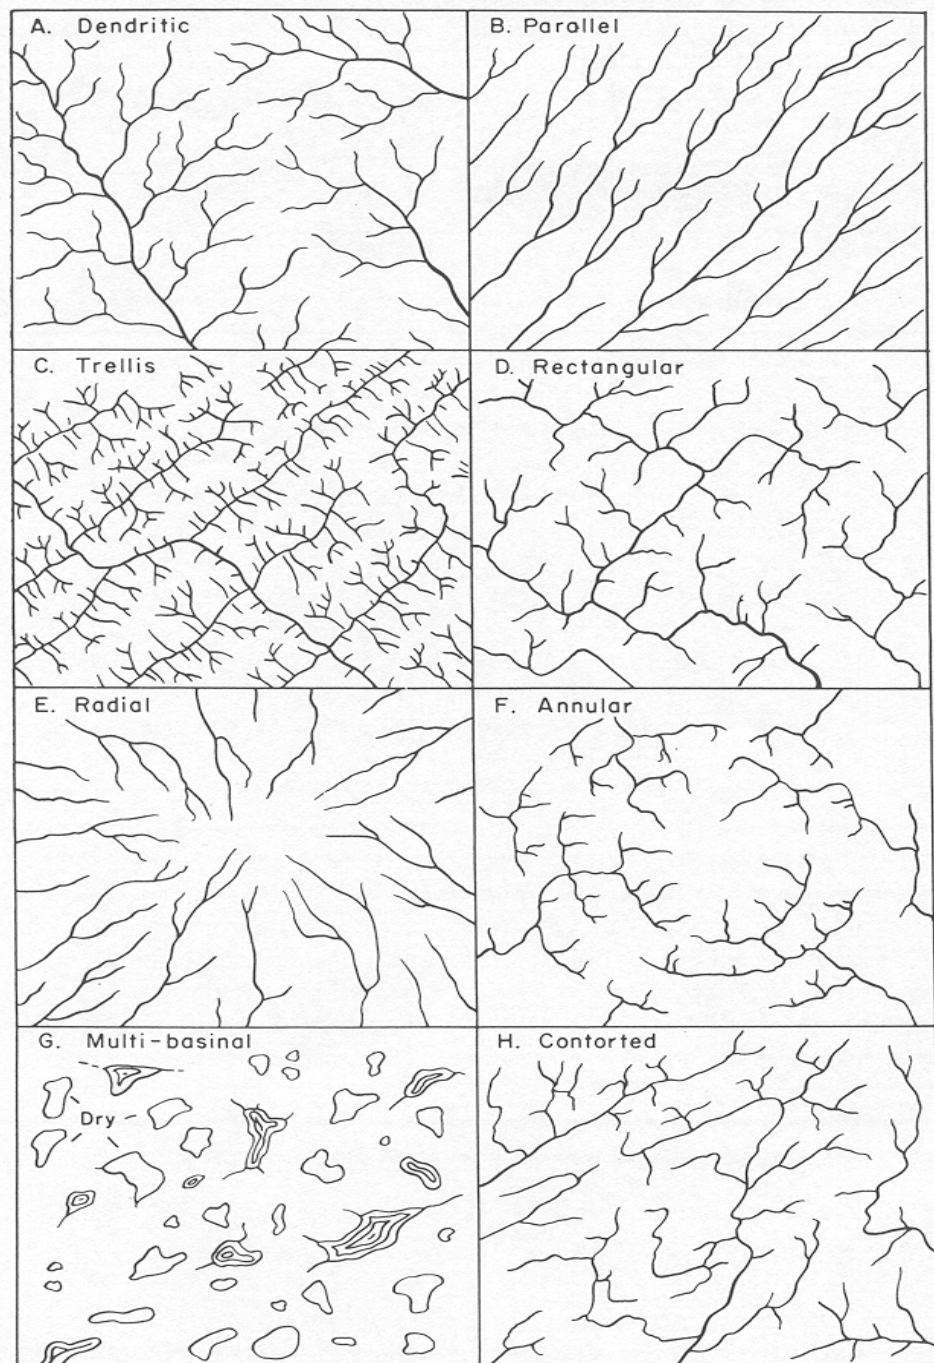 A. Dendritic
B. Parallel
C. Trellis
D. Rectangular
E. Radial
F. Annular
G. Multi-basinal
Dry
H. Contorted